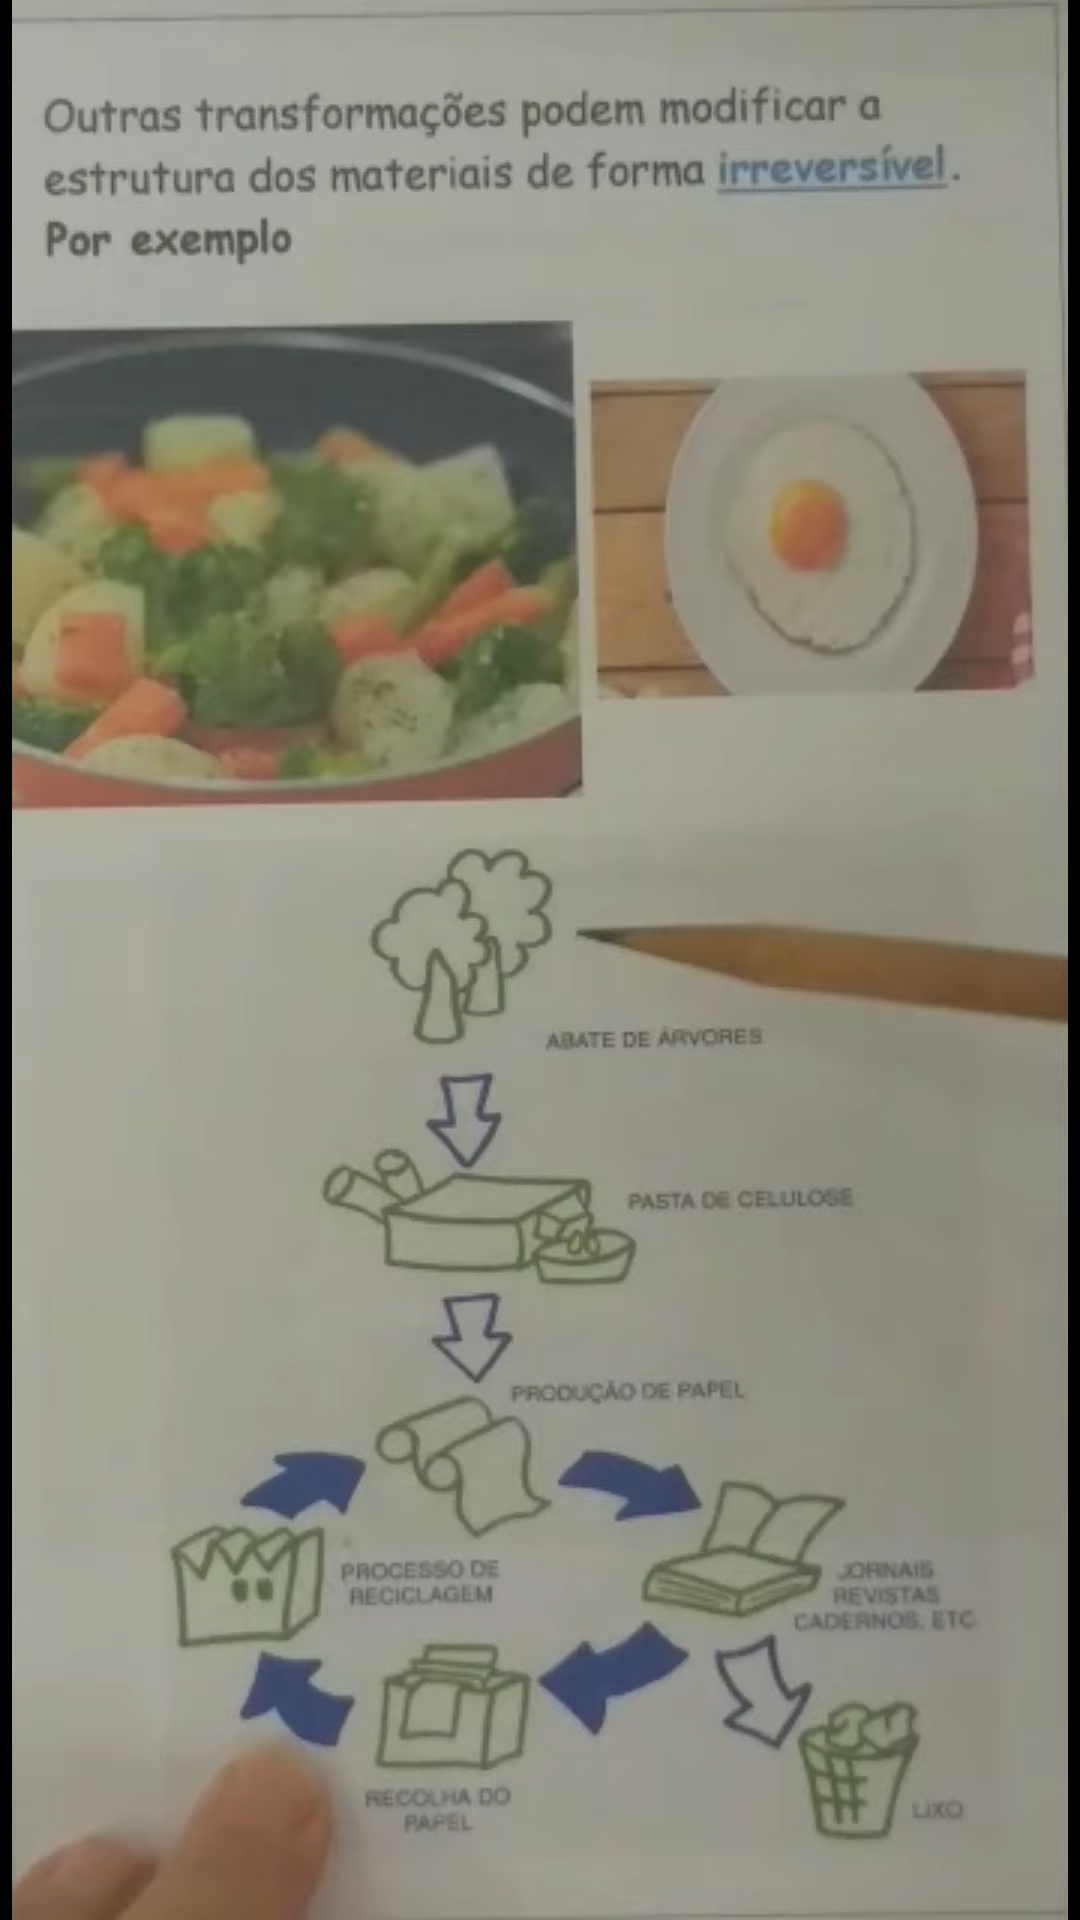 Outras transformações podem modificar a
estrutura dos materiais de forma irreversível.
Por exemplo
ABATE DE ÁRVORES
PASTA DE CELULOSE
PRODUÇÃO DE PAPEL
PROCESSO DE
RECICLAGEM
JORNAIS
REVISTAS
CADERNOS, ETC
RECOLHA DO
PAPEL
LIXO